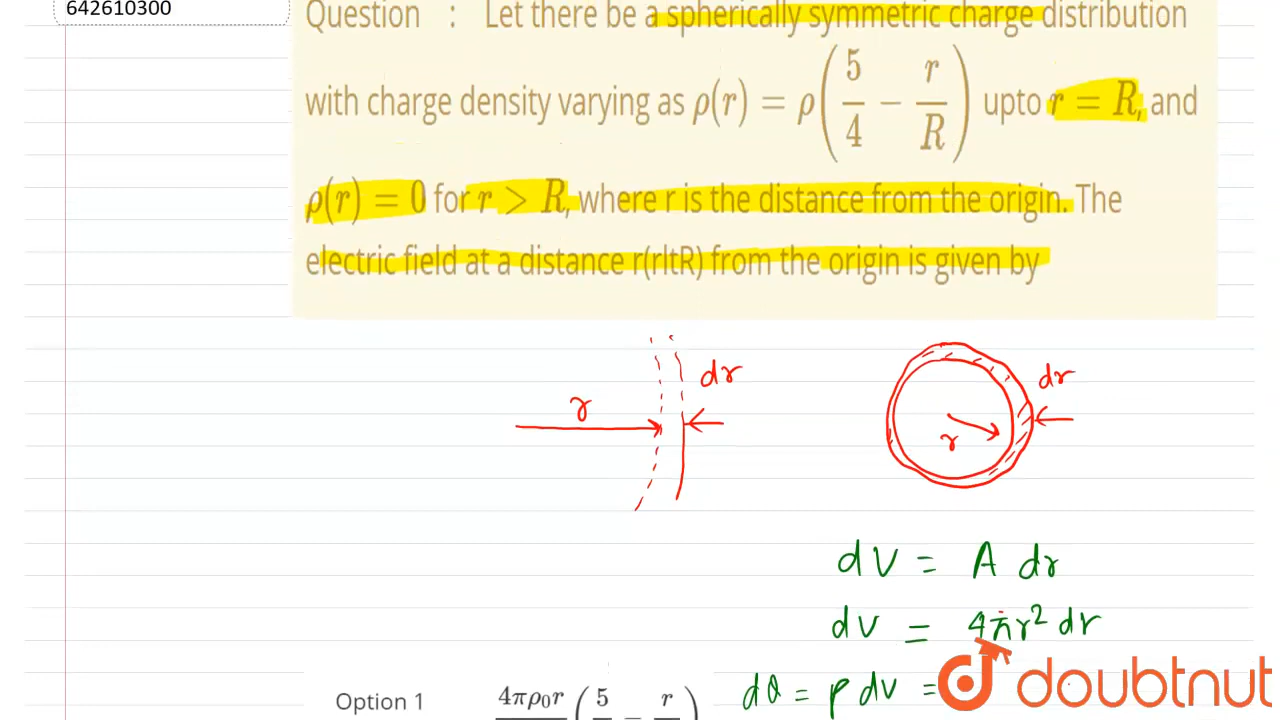 642610300
Question : Let there be a spherically symmetric charge distribution
with charge density varying as ρ(r) = ρ(5/4 − r/R) upto r = R, and
ρ(r) = 0 for r > R, where r is the distance from the origin. The
electric field at a distance r(rltR) from the origin is given by
dr
r
dr
r
dV = A dr
dV = 4πr² dr
dQ = ρ dV =
doubtnut
Option 1 4πρ₀r (5 − r)